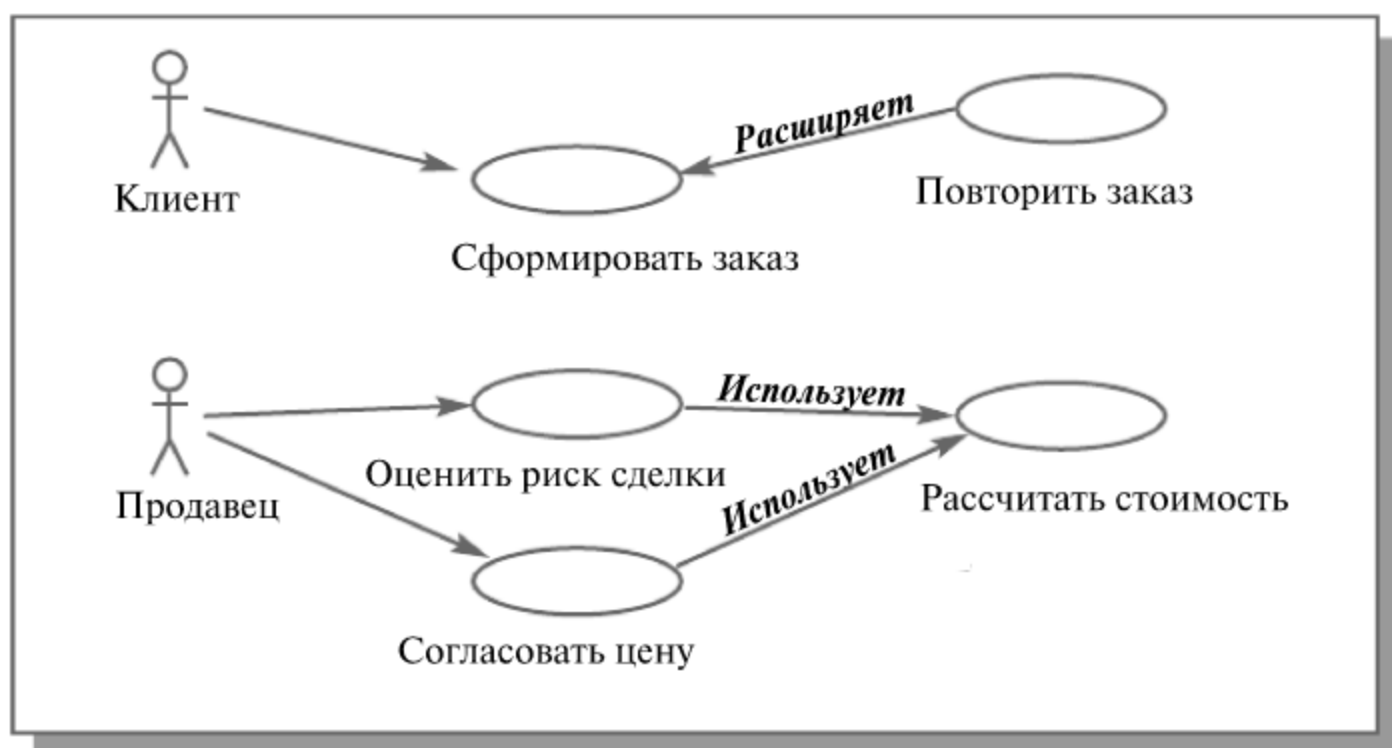 Клиент
Расширяет
Повторить заказ
Сформировать заказ
Продавец
Использует
Оценить риск сделки
Использует
Рассчитать стоимость
Согласовать цену